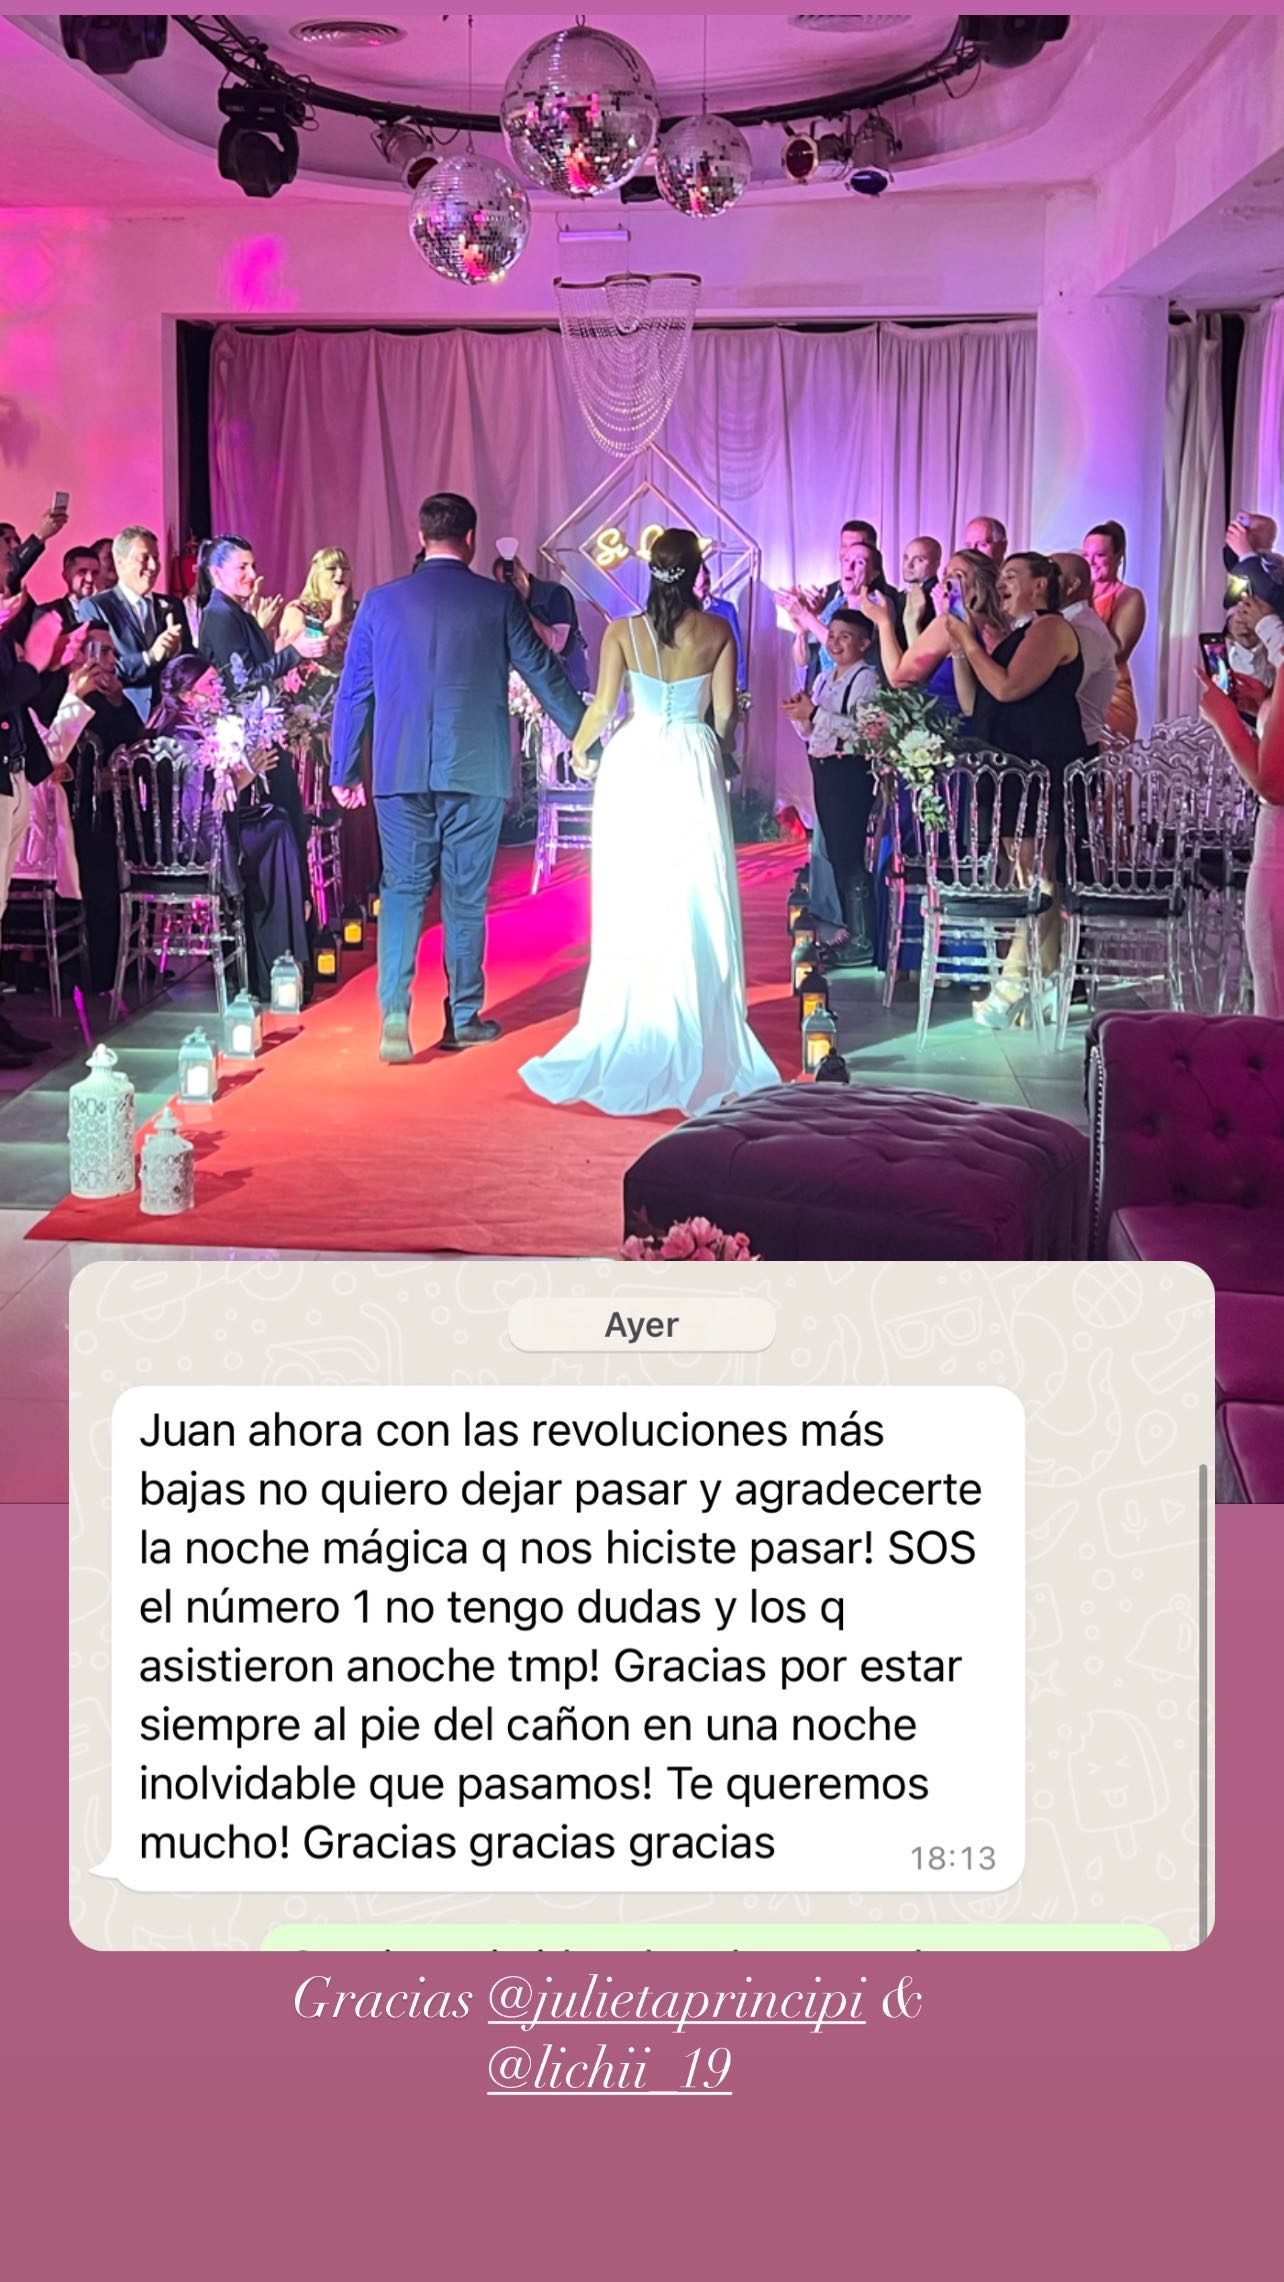 Si
Ayer
Juan ahora con las revoluciones más
bajas no quiero dejar pasar y agradecerte
la noche mágica q nos hiciste pasar! SOS
el número 1 no tengo dudas y los q
asistieron anoche tmp! Gracias por estar
siempre al pie del cañon en una noche
inolvidable que pasamos! Te queremos
mucho! Gracias gracias gracias
18:13
Gracias @julietaprincipi &
@lichii_19